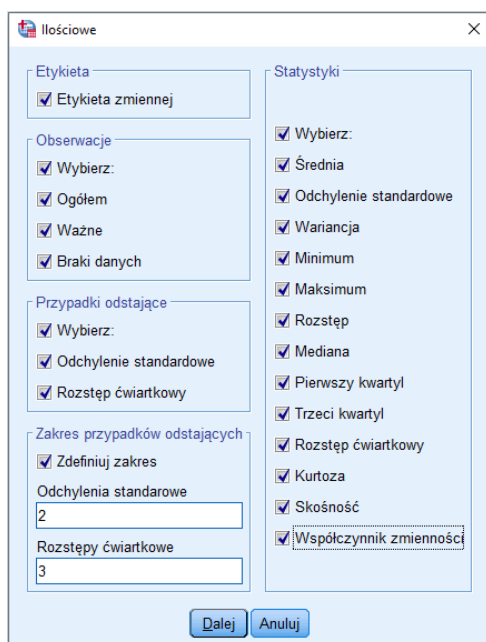 Ilościowe
Etykieta
Etykieta zmiennej
Obserwacje
Wybierz:
Ogółem
Ważne
Braki danych
Przypadki odstające
Wybierz:
Odchylenie standardowe
Rozstęp ćwiartkowy
Zakres przypadków odstających
Zdefiniuj zakres
Odchylenia standarowe
2
Rozstępy ćwiartkowe
3
Statystyki
Wybierz:
Średnia
Odchylenie standardowe
Wariancja
Minimum
Maksimum
Rozstęp
Mediana
Pierwszy kwartyl
Trzeci kwartyl
Rozstęp ćwiartkowy
Kurtoza
Skośność
Współczynnik zmienności
Dalej
Anuluj